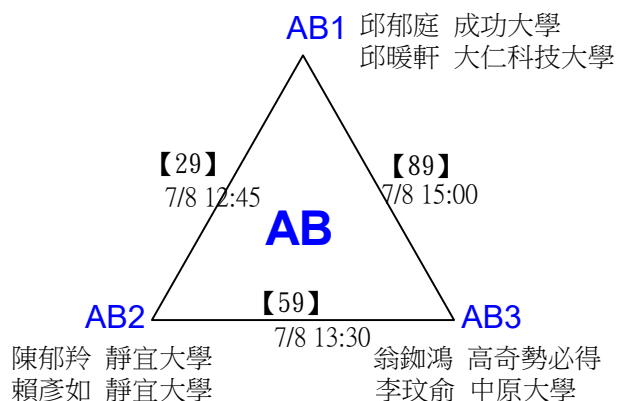 AB1 邱郁庭 成功大學
邱暖軒 大仁科技大學
【29】
7/8 12:45
【89】
7/8 15:00
AB
【59】
7/8 13:30
AB2
AB3
陳郁羚 靜宜大學
賴彥如 靜宜大學
翁鉫鴻 高奇勢必得
李玟俞 中原大學